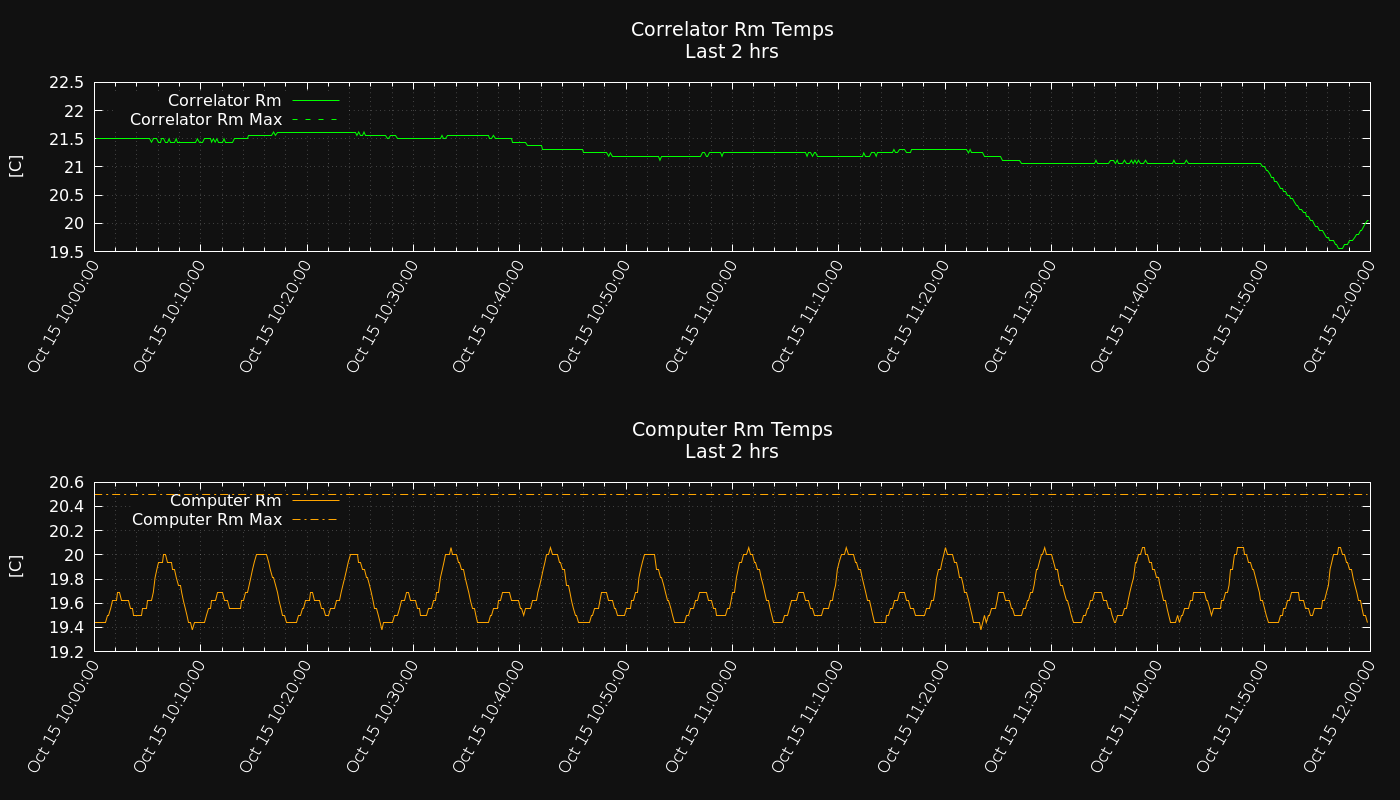 Correlator Rm Temps
Last 2 hrs
Correlator Rm
Correlator Rm Max
[C]
22.5
22
21.5
21
20.5
20
19.5
Oct 15 10:00:00
Oct 15 10:10:00
Oct 15 10:20:00
Oct 15 10:30:00
Oct 15 10:40:00
Oct 15 10:50:00
Oct 15 11:00:00
Oct 15 11:10:00
Oct 15 11:20:00
Oct 15 11:30:00
Oct 15 11:40:00
Oct 15 11:50:00
Oct 15 12:00:00
Computer Rm Temps
Last 2 hrs
Computer Rm
Computer Rm Max
[C]
20.6
20.4
20.2
20
19.8
19.6
19.4
19.2
Oct 15 10:00:00
Oct 15 10:10:00
Oct 15 10:20:00
Oct 15 10:30:00
Oct 15 10:40:00
Oct 15 10:50:00
Oct 15 11:00:00
Oct 15 11:10:00
Oct 15 11:20:00
Oct 15 11:30:00
Oct 15 11:40:00
Oct 15 11:50:00
Oct 15 12:00:00